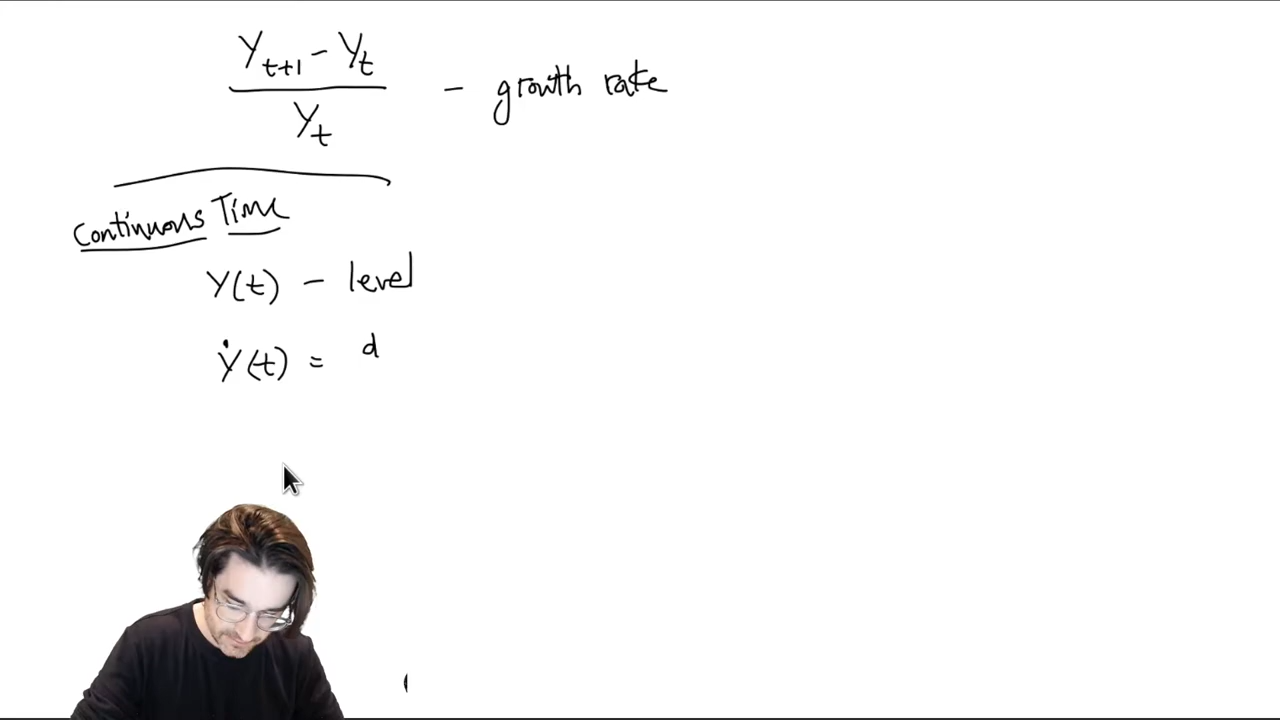 Y_{t+1} - Y_t
Y_t
- growth rate
Continuous Time
Y(t) - level
Ẏ(t) = d